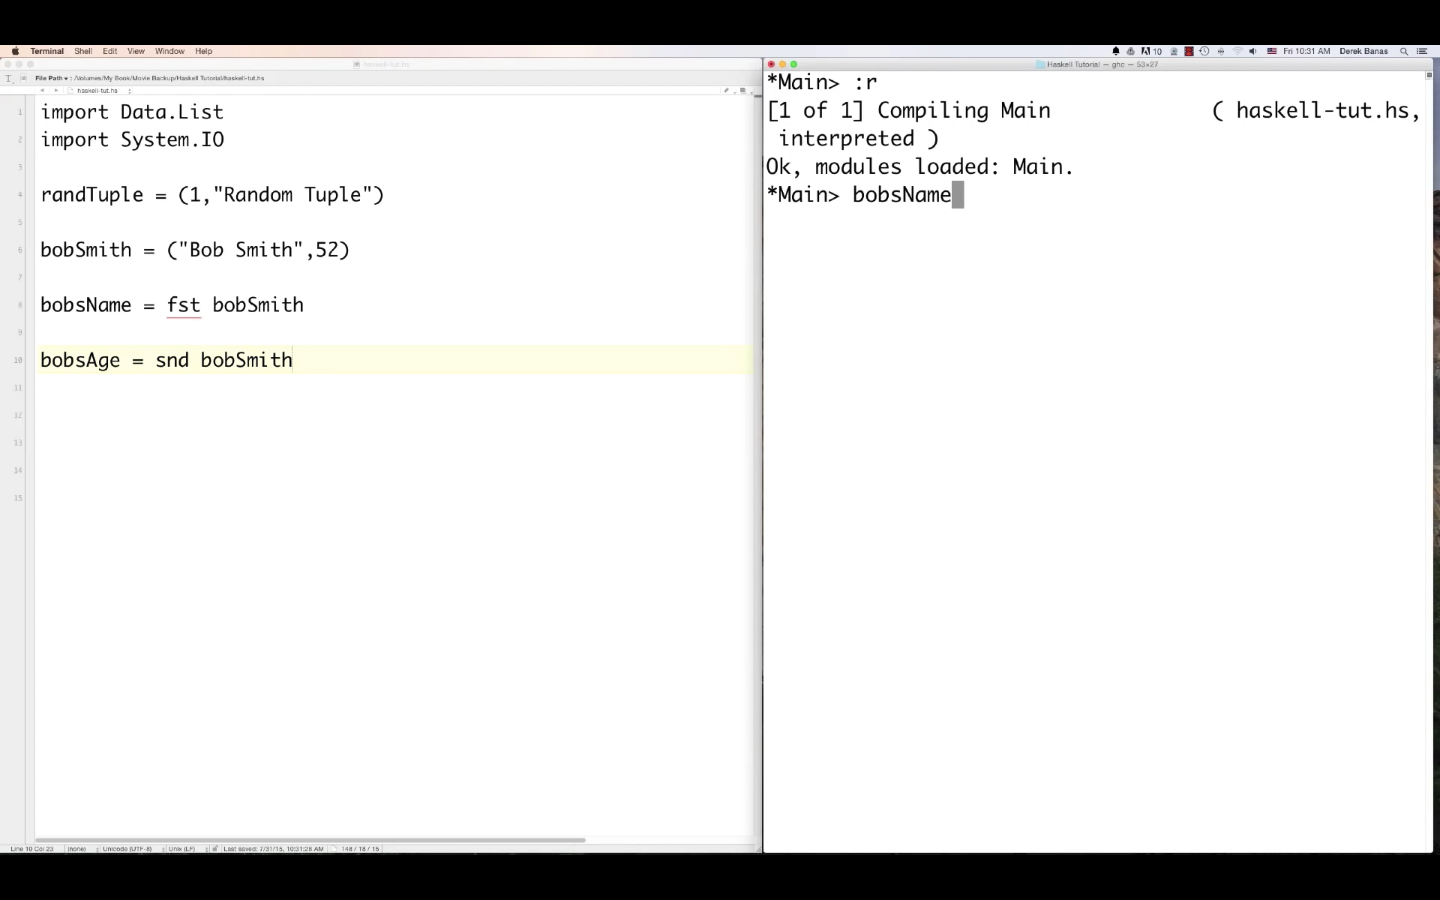 Terminal Shell Edit View Window Help
10 Fri 10:31 AM Derek Banas
haskell-tut.hs
File Path ▾ : /Volumes/My Book/Movie Backup/Haskell Tutorial/haskell-tut.hs
haskell-tut.hs
1 import Data.List
2 import System.IO
3
4 randTuple = (1,"Random Tuple")
5
6 bobSmith = ("Bob Smith",52)
7
8 bobsName = fst bobSmith
9
10 bobsAge = snd bobSmith
11
12
13
14
15
Line 10 Col 23 (none) Unicode (UTF-8) Unix (LF) Last saved: 7/31/15, 10:31:28 AM 148 / 18 / 15
Haskell Tutorial — ghc — 53×27
*Main> :r
[1 of 1] Compiling Main ( haskell-tut.hs,
interpreted )
Ok, modules loaded: Main.
*Main> bobsName